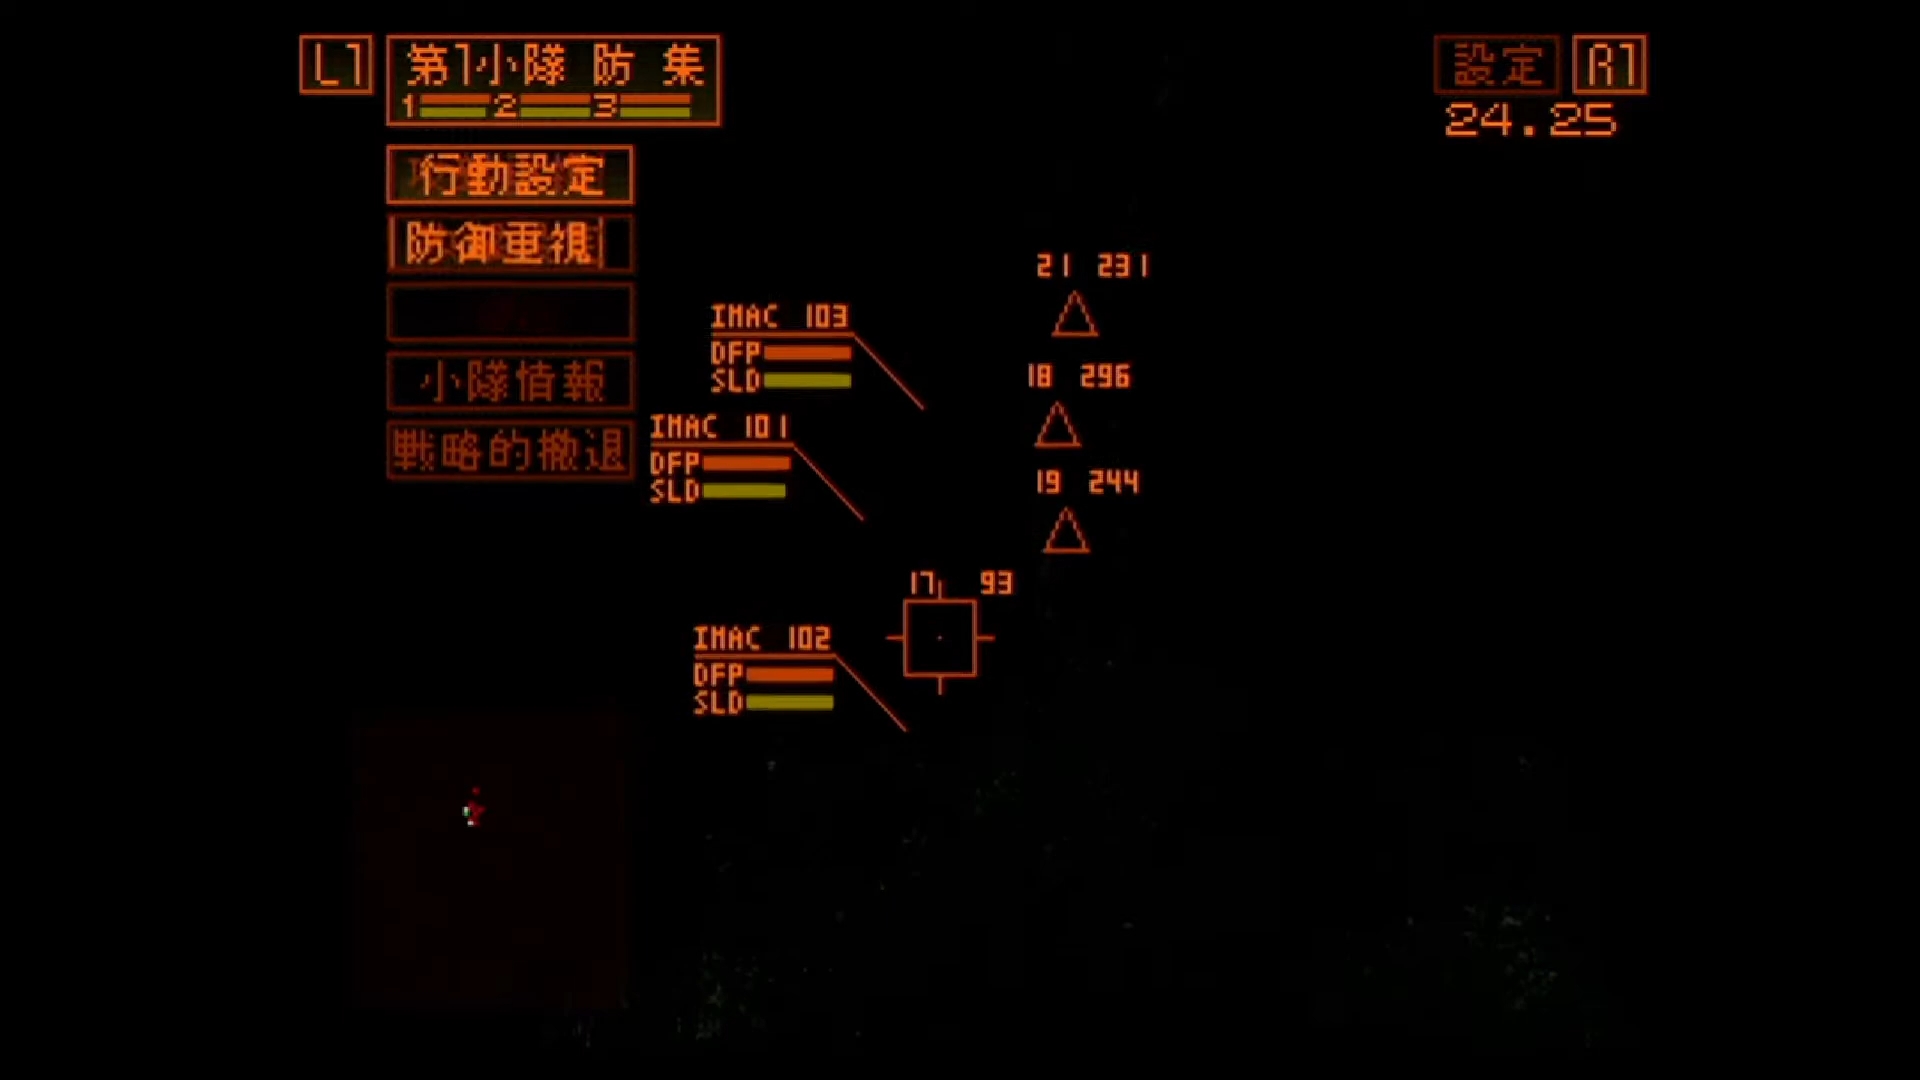 L1 第1小隊 防 集 設定 R1
1 2 3 24.25
行動設定
防御重視
小隊情報
戦略的撤退
21 231
IMAC 103
DFP
SLD
18 296
IMAC 101
DFP
SLD
19 244
17 93
IMAC 102
DFP
SLD